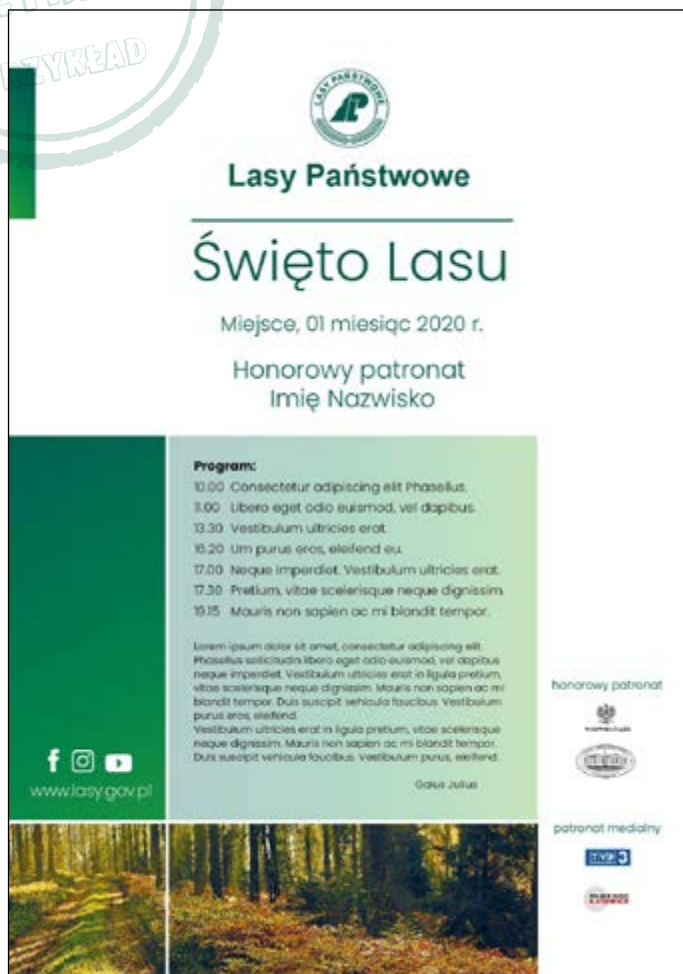 PRZYKŁAD
LASY PAŃSTWOWE
Lasy Państwowe
Święto Lasu
Miejsce, 01 miesiąc 2020 r.
Honorowy patronat
Imię Nazwisko
Program:
10.00 Consectetur adipiscing elit Phasellus.
11.00 Libero eget odio euismod, vel dapibus.
13.30 Vestibulum ultricies erat.
16.20 Um purus eros, eleifend eu.
17.00 Neque imperdiet. Vestibulum ultricies erat.
17.30 Pretium, vitae scelerisque neque dignissim.
19.15 Mauris non sapien ac mi blandit tempor.
Lorem ipsum dolor sit amet, consectetur adipiscing elit.
Phasellus sollicitudin libero eget odio euismod, vel dapibus
neque imperdiet. Vestibulum ultricies erat in ligula pretium,
vitae scelerisque neque dignissim. Mauris non sapien ac mi
blandit tempor. Duis suscipit vehicula faucibus. Vestibulum
purus eros, eleifend.
Vestibulum ultricies erat in ligula pretium, vitae scelerisque
neque dignissim. Mauris non sapien ac mi blandit tempor.
Duis suscipit vehicula faucibus. Vestibulum purus, eleifend.
Gaius Julius
www.lasy.gov.pl
honorowy patronat
patronat medialny
TVP 3
KATOWICE